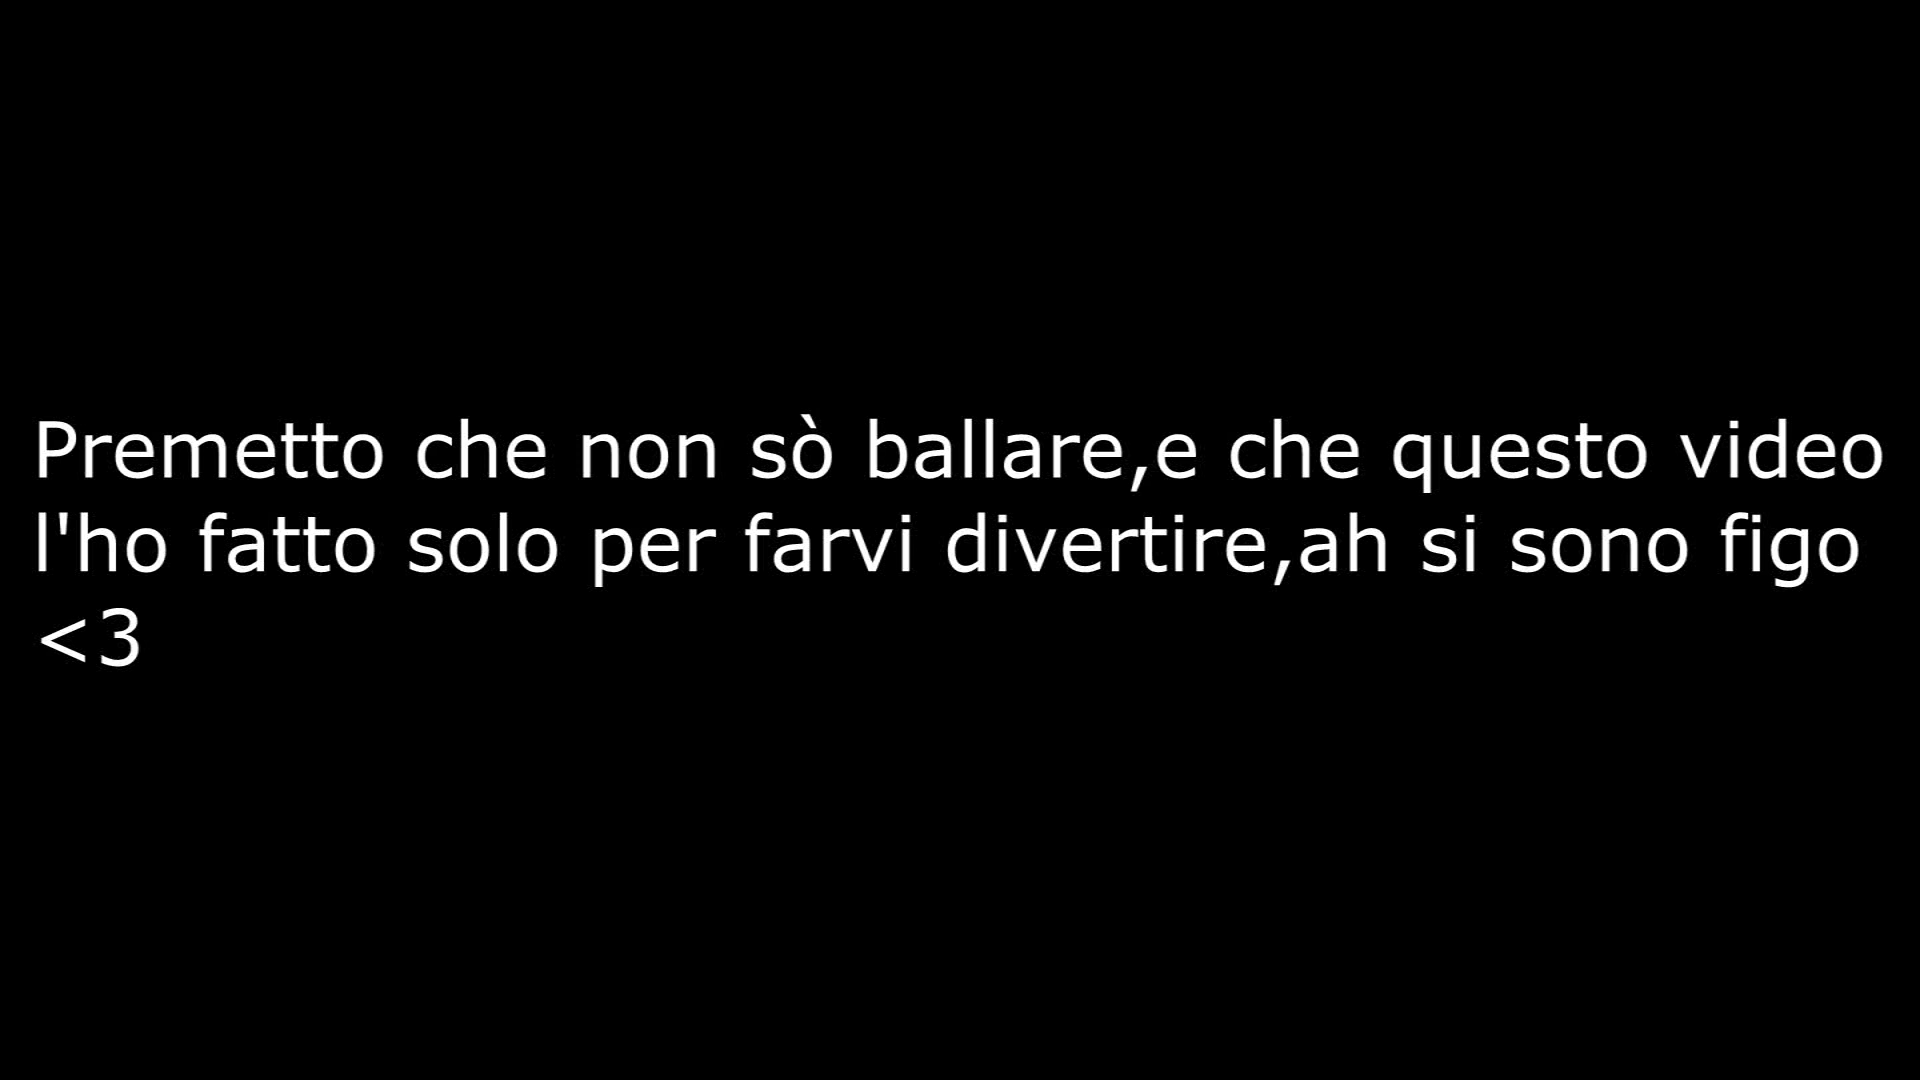 Premetto che non sò ballare,e che questo video
l'ho fatto solo per farvi divertire,ah si sono figo
<3